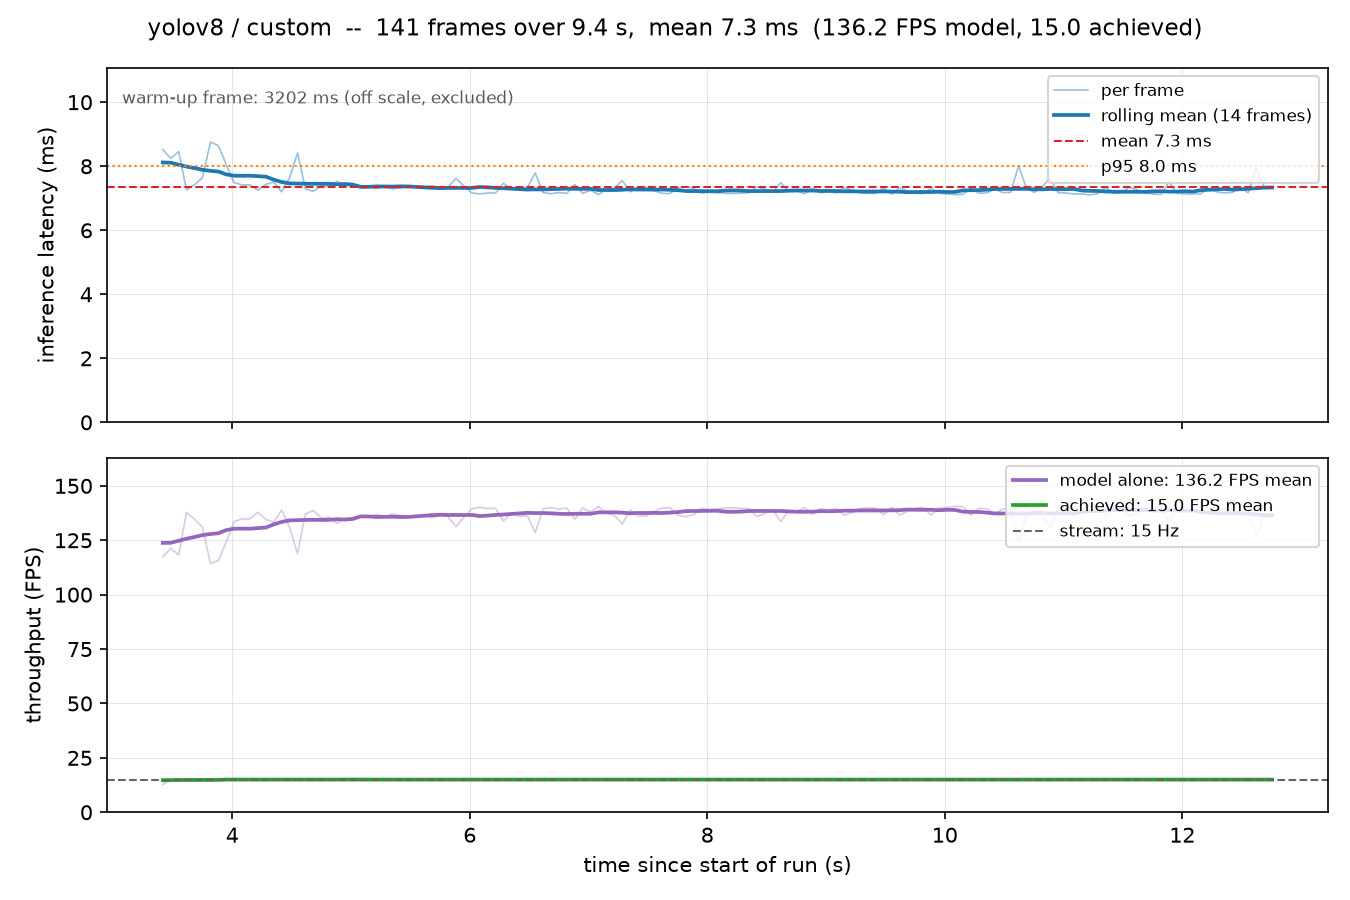 yolov8 / custom -- 141 frames over 9.4 s, mean 7.3 ms (136.2 FPS model, 15.0 achieved)
warm-up frame: 3202 ms (off scale, excluded)
per frame
rolling mean (14 frames)
mean 7.3 ms
p95 8.0 ms
inference latency (ms)
10
8
6
4
2
0
model alone: 136.2 FPS mean
achieved: 15.0 FPS mean
stream: 15 Hz
throughput (FPS)
150
125
100
75
50
25
0
4 6 8 10 12
time since start of run (s)